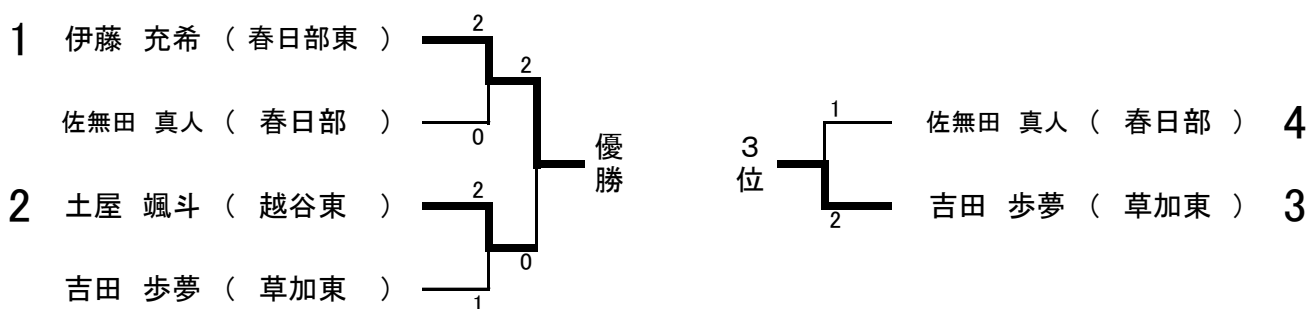 2
1 伊藤 充希 ( 春日部東 )
2
佐無田 真人 ( 春日部 )
0
優勝
2
2 土屋 颯斗 ( 越谷東 )
0
吉田 歩夢 ( 草加東 )
1
1
佐無田 真人 ( 春日部 ) 4
3位
吉田 歩夢 ( 草加東 ) 3
2